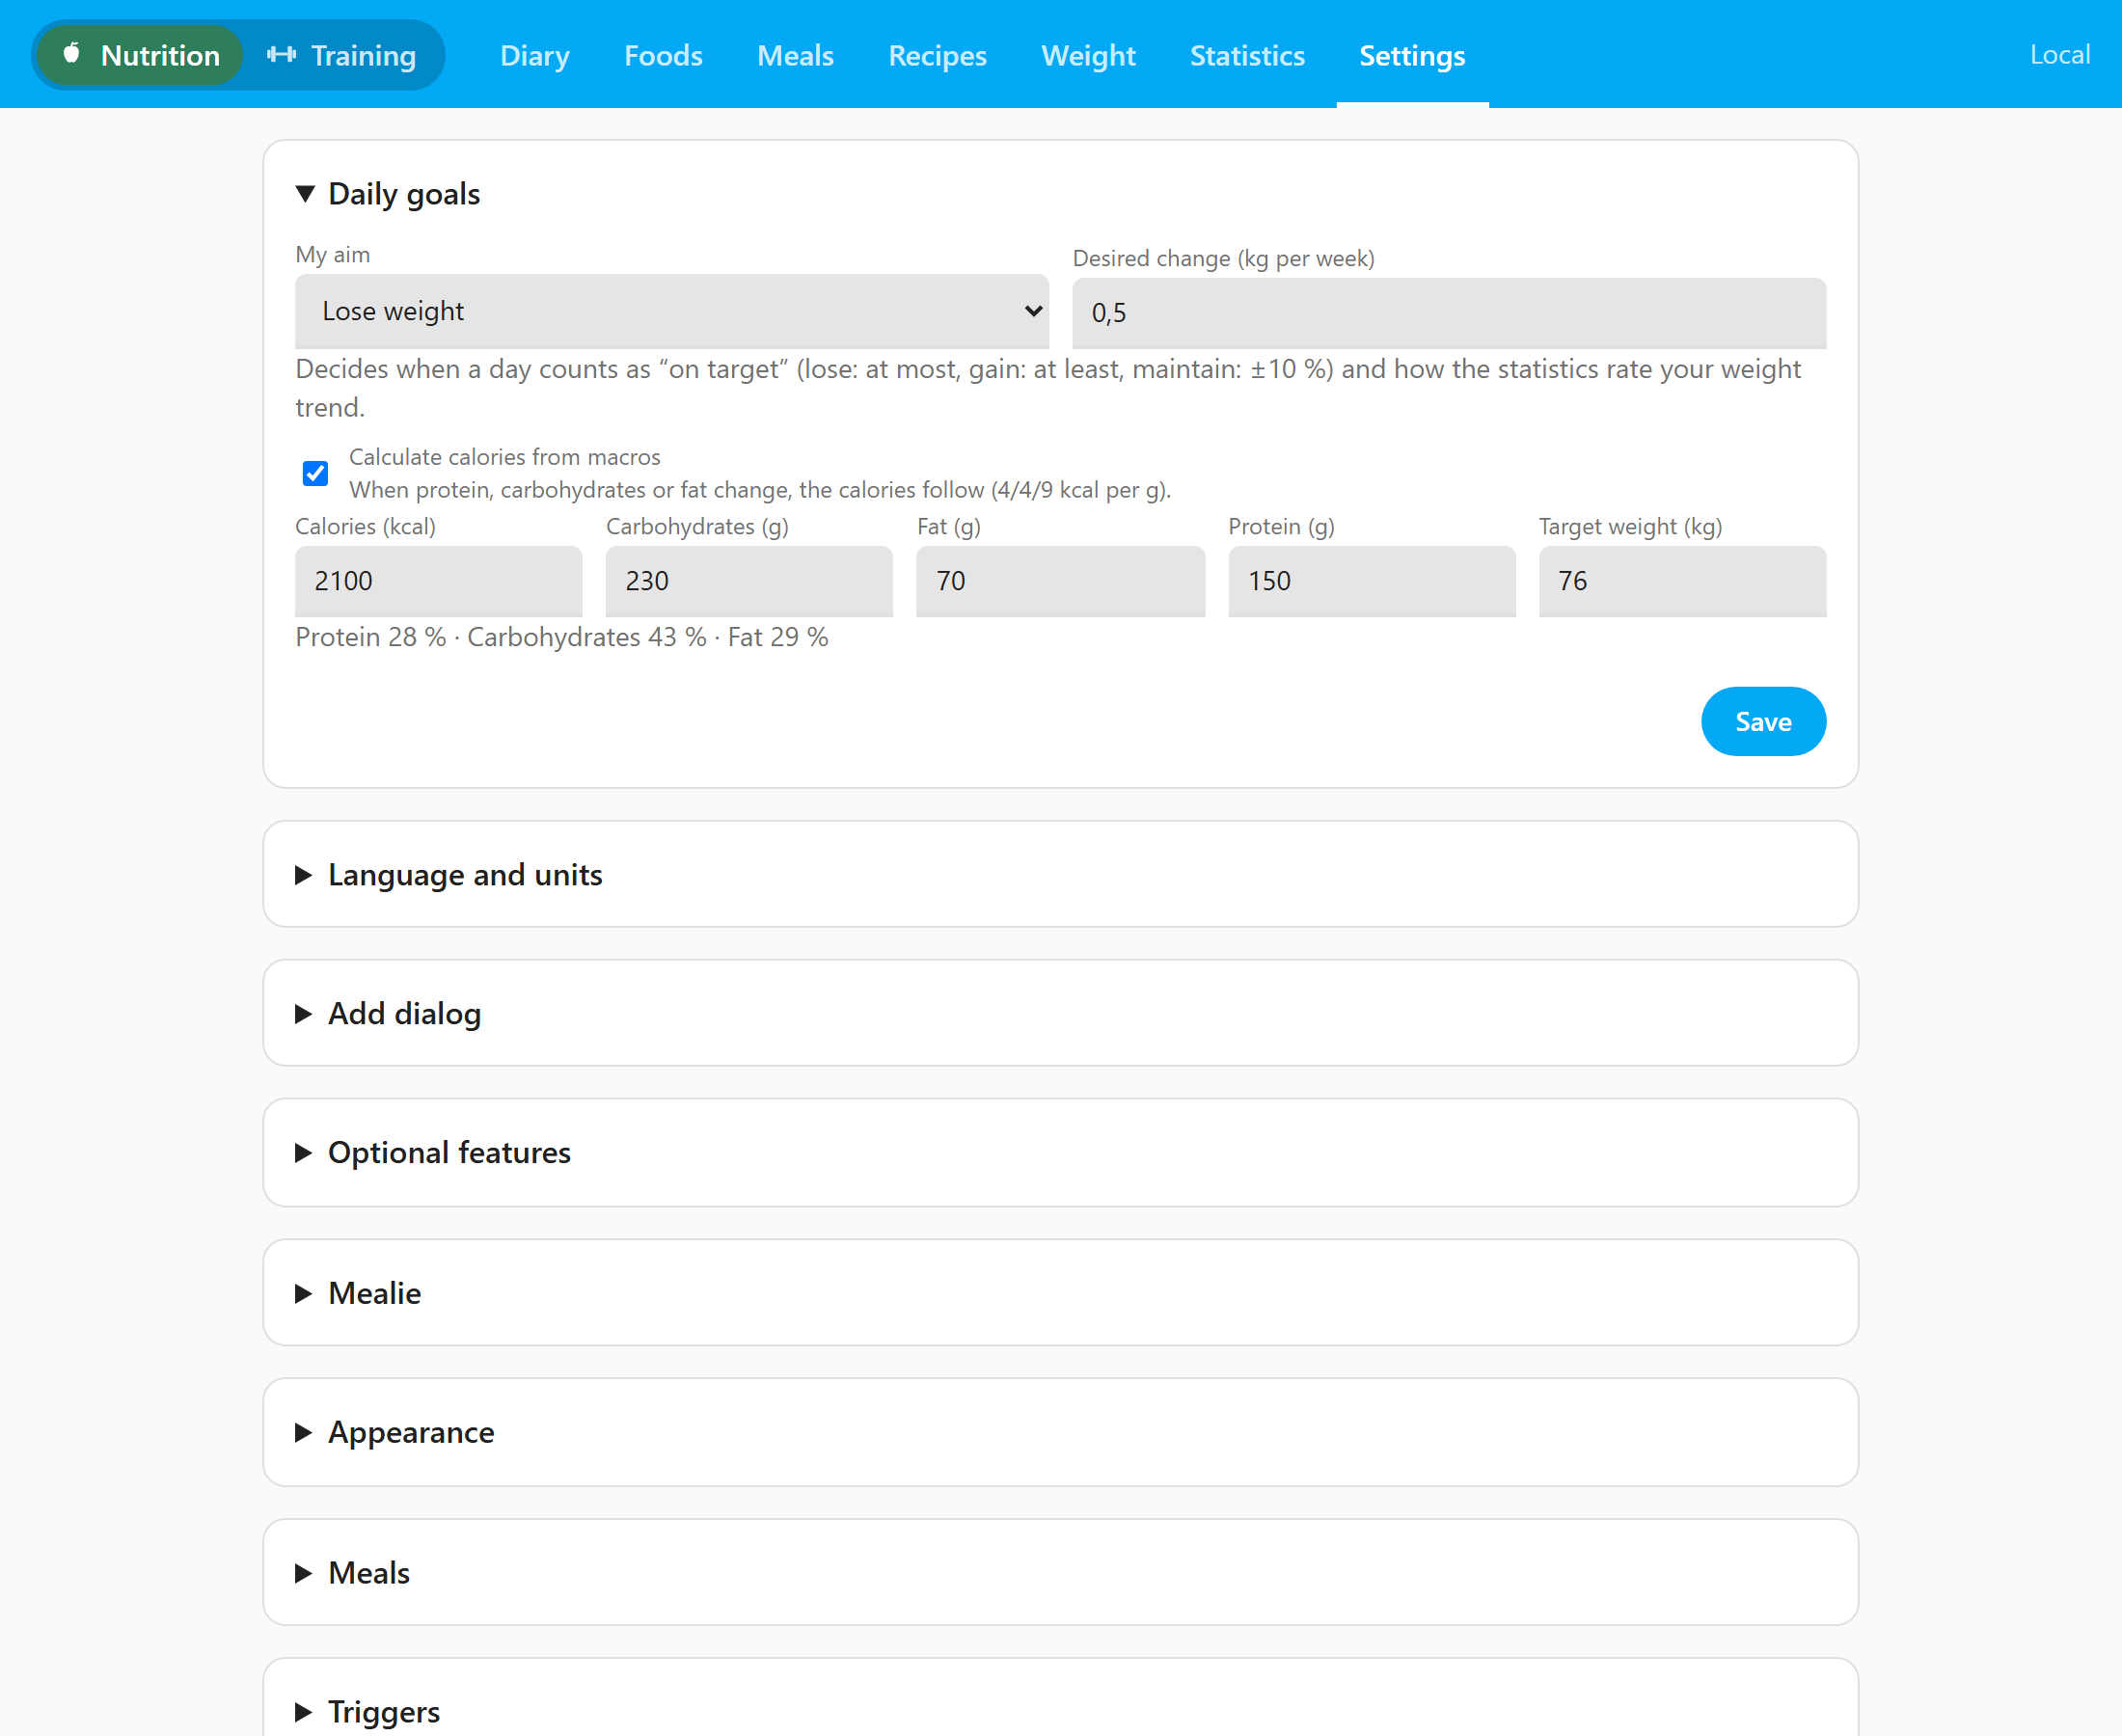 Nutrition
Training
Diary
Foods
Meals
Recipes
Weight
Statistics
Settings
Local
Daily goals
My aim
Desired change (kg per week)
Lose weight
0,5
Decides when a day counts as “on target” (lose: at most, gain: at least, maintain: ±10 %) and how the statistics rate your weight
trend.
Calculate calories from macros
When protein, carbohydrates or fat change, the calories follow (4/4/9 kcal per g).
Calories (kcal)
Carbohydrates (g)
Fat (g)
Protein (g)
Target weight (kg)
2100
230
70
150
76
Protein 28 % · Carbohydrates 43 % · Fat 29 %
Save
Language and units
Add dialog
Optional features
Mealie
Appearance
Meals
Triggers